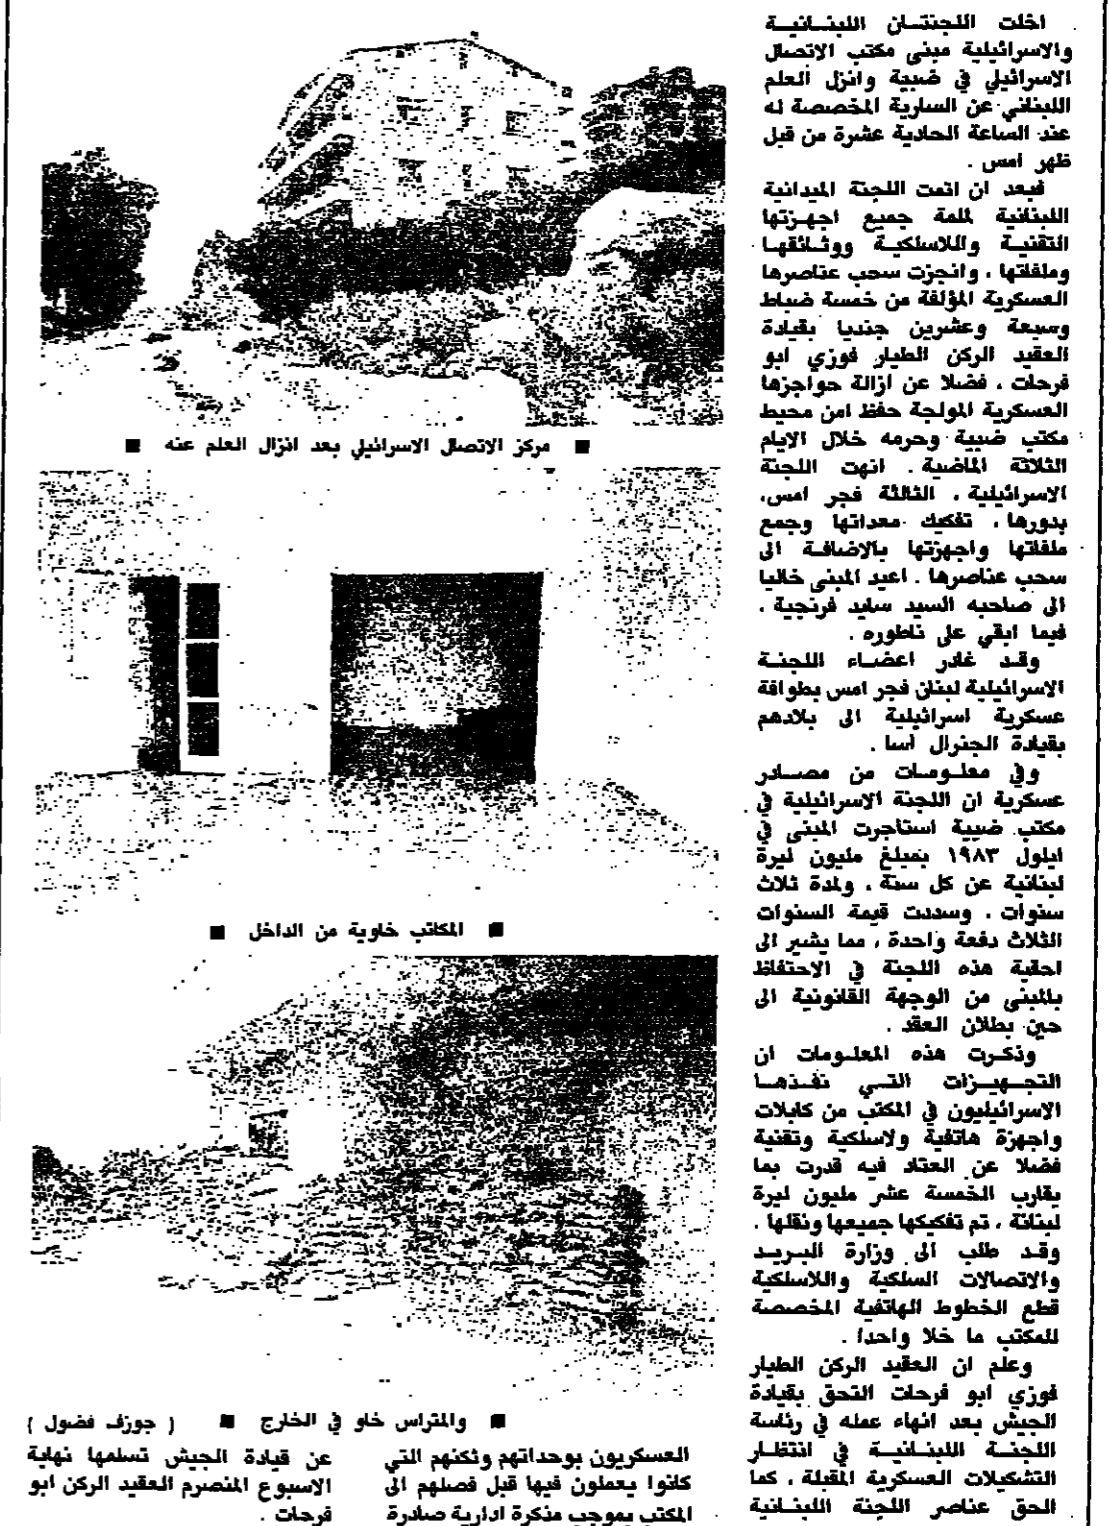 اخلت اللجنتان اللبنانية
والاسرائيلية مبنى مكتب الاتصال
الاسرائيلي في ضبية وانزل العلم
اللبناني عن السارية المخصصة له
عند الساعة الحادية عشرة من قبل
ظهر امس .
فبعد ان اتمت اللجنة الميدانية
اللبنانية لملمة جميع اجهزتها
التقنية واللاسلكية ووثائقها
وملفاتها ، وانجزت سحب عناصرها
العسكرية المؤلفة من خمسة ضباط
وسبعة وعشرين جنديا بقيادة
العقيد الركن الطيار فوزي ابو
فرحات ، فضلا عن ازالة حواجزها
العسكرية المولجة حفظ امن محيط
مكتب ضبية وحرمه خلال الايام
الثلاثة الماضية . انهت اللجنة
الاسرائيلية ، الثالثة فجر امس،
بدورها ، تفكيك معداتها وجمع
ملفاتها واجهزتها بالاضافة الى
سحب عناصرها . اعيد المبنى خاليا
الى صاحبه السيد سايد فرنجية ،
فيما ابقي على ناطوره .
وقد غادر اعضاء اللجنة
الاسرائيلية لبنان فجر امس بطوافة
عسكرية اسرائيلية الى بلادهم
بقيادة الجنرال اسا .
وفي معلومات من مصادر
عسكرية ان اللجنة الاسرائيلية في
مكتب ضبية استاجرت المبنى في
ايلول ١٩٨٣ بمبلغ مليون ليرة
لبنانية عن كل سنة ، ولمدة ثلاث
سنوات ، وسددت قيمة السنوات
الثلاث دفعة واحدة ، مما يشير الى
احقية هذه اللجنة في الاحتفاظ
بالمبنى من الوجهة القانونية الى
حين بطلان العقد .
وذكرت هذه المعلومات ان
التجهيزات التي نفذها
الاسرائيليون في المكتب من كابلات
واجهزة هاتفية ولاسلكية وتقنية
فضلا عن العتاد فيه قدرت بما
يقارب الخمسة عشر مليون ليرة
لبنانة ، تم تفكيكها جميعها ونقلها .
وقد طلب الى وزارة البريد
والاتصالات السلكية واللاسلكية
قطع الخطوط الهاتفية المخصصة
للمكتب ما خلا واحدا .
وعلم ان العقيد الركن الطيار
فوزي ابو فرحات التحق بقيادة
الجيش بعد انهاء عمله في رئاسة
اللجنة اللبنانية في انتظار
التشكيلات العسكرية المقبلة ، كما
الحق عناصر اللجنة اللبنانية
■ مركز الاتصال الاسرائيلي بعد انزال العلم عنه ■
■ المكاتب خاوية من الداخل ■
■ والمتراس خاو في الخارج ■ ( جوزف فضول )
العسكريون بوحداتهم وثكنهم التي
كانوا يعملون فيها قبل فصلهم الى
المكتب بموجب مذكرة ادارية صادرة
عن قيادة الجيش تسلمها نهاية
الاسبوع المنصرم العقيد الركن ابو
فرحات .